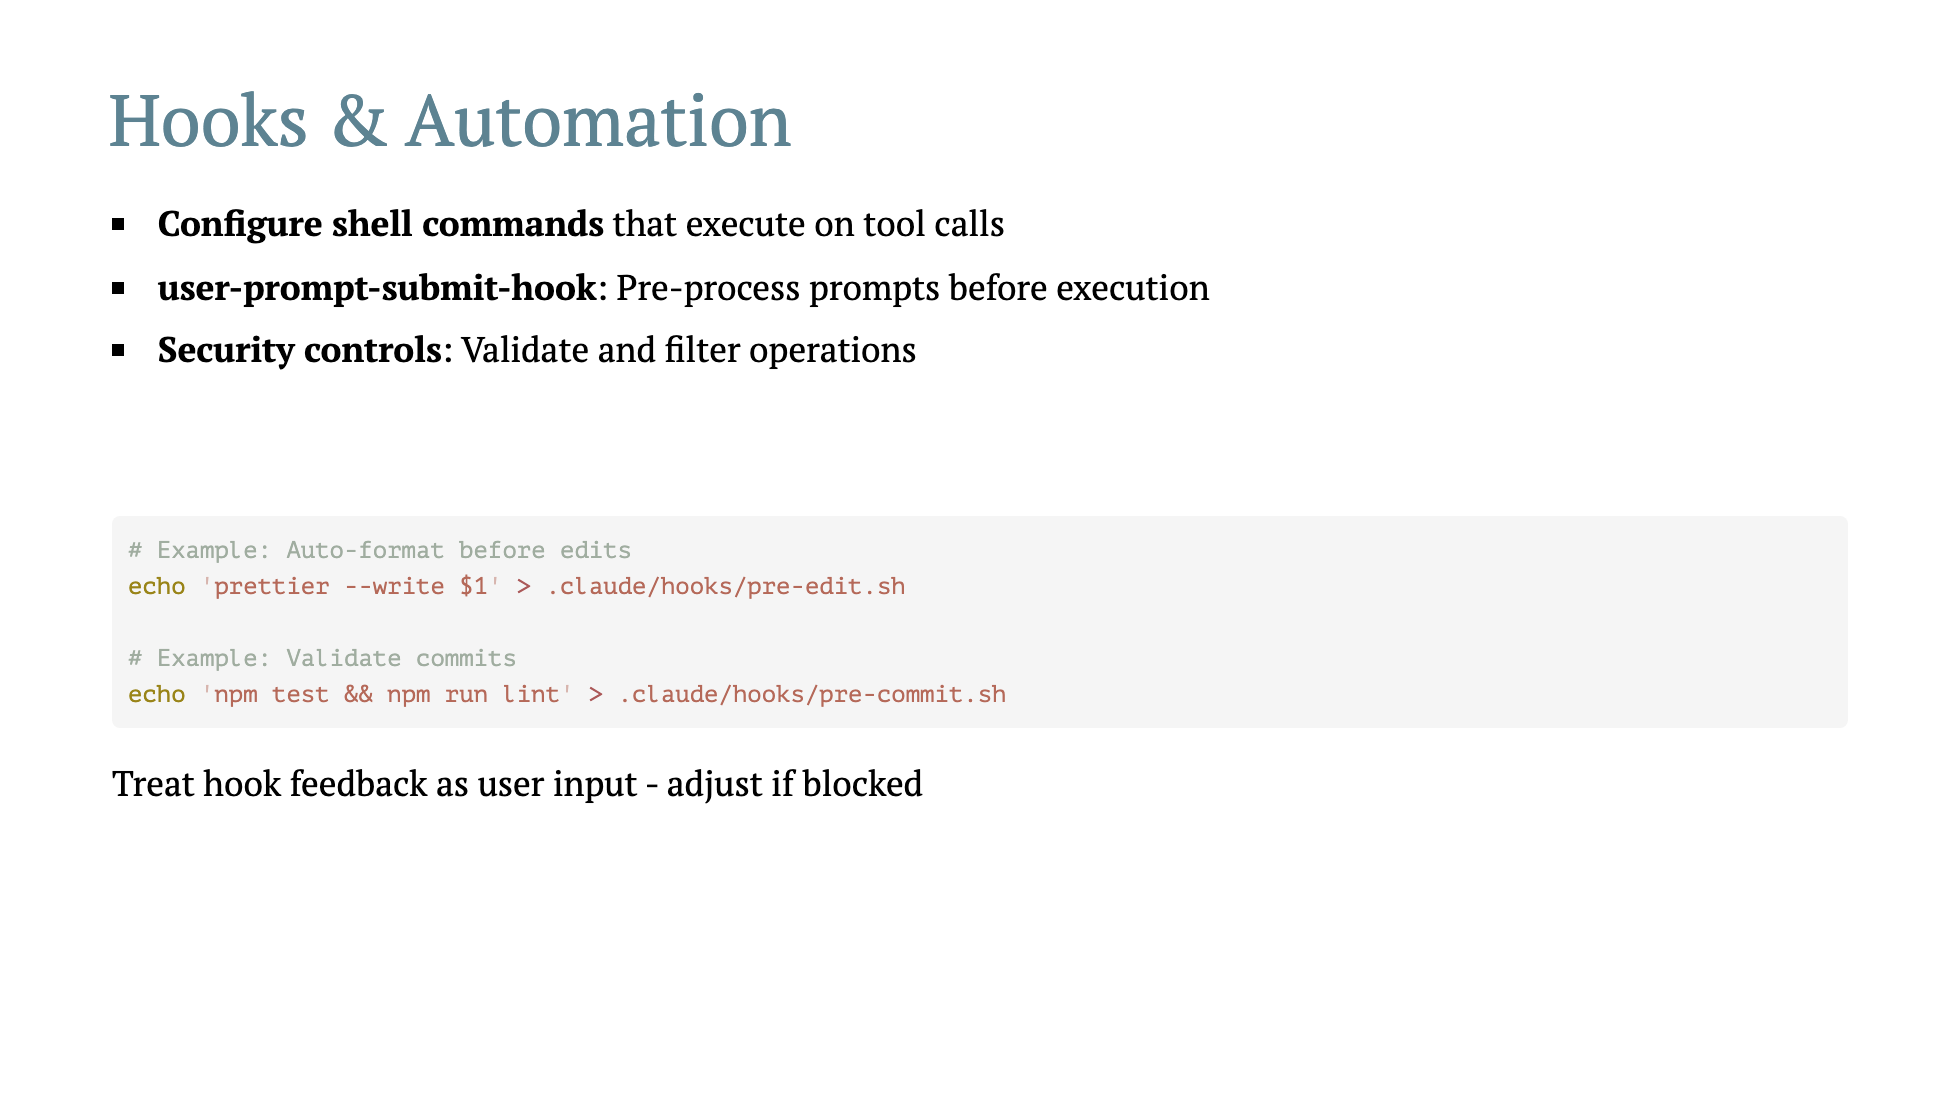 Hooks & Automation
▪ Configure shell commands that execute on tool calls
▪ user-prompt-submit-hook: Pre-process prompts before execution
▪ Security controls: Validate and filter operations
# Example: Auto-format before edits
echo 'prettier --write $1' > .claude/hooks/pre-edit.sh
# Example: Validate commits
echo 'npm test && npm run lint' > .claude/hooks/pre-commit.sh
Treat hook feedback as user input - adjust if blocked